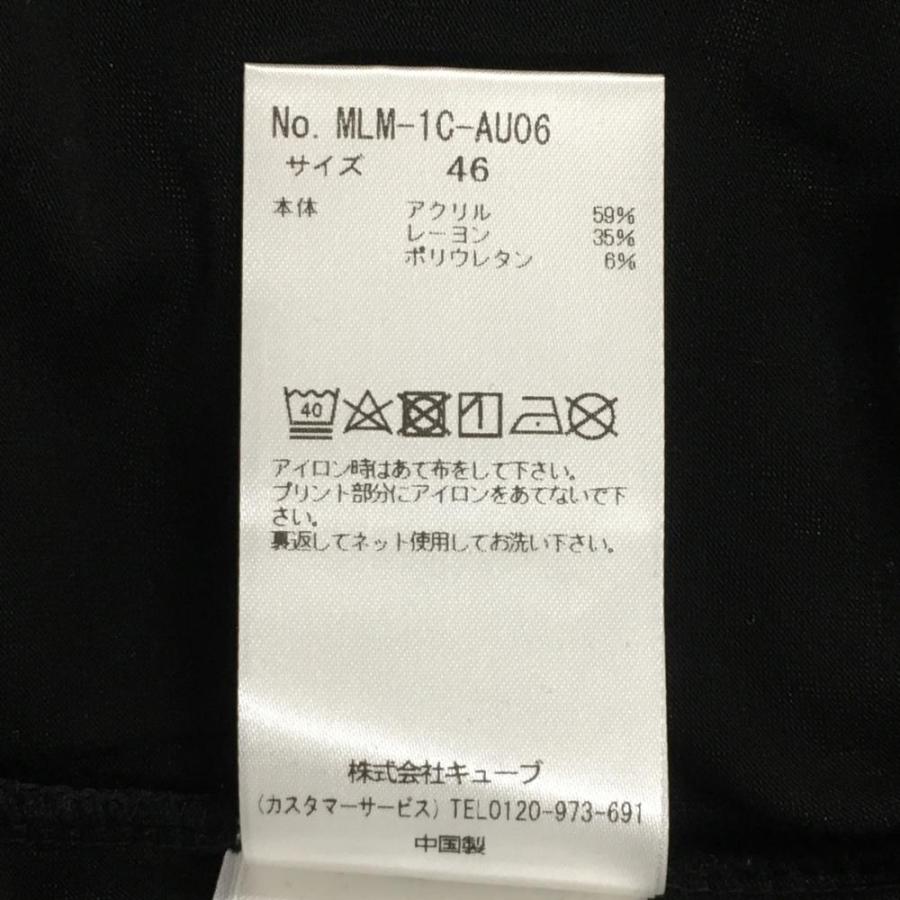 No. MLM-1C-AU06
サイズ 46
本体 アクリル 59%
レーヨン 35%
ポリウレタン 6%
40
アイロン時はあて布をして下さい。
プリント部分にアイロンをあてないで下
さい。
裏返してネット使用してお洗い下さい。
株式会社キューブ
(カスタマーサービス) TEL0120-973-691
中国製